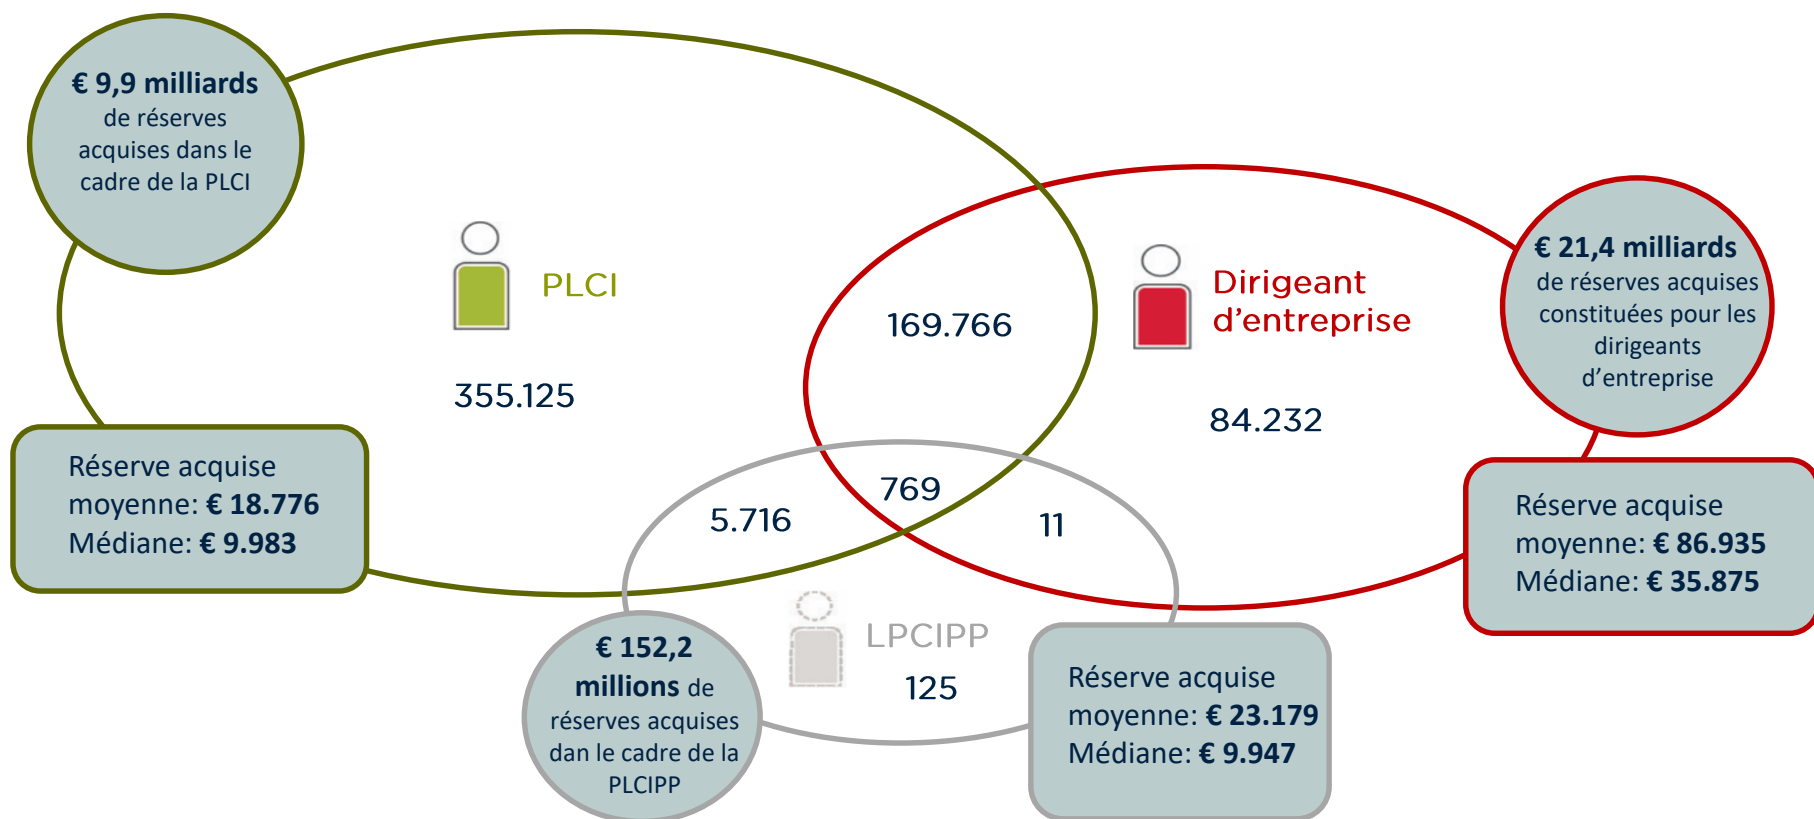 € 9,9 milliards
de réserves
acquises dans le
cadre de la PLCI
PLCI
355.125
Réserve acquise
moyenne: € 18.776
Médiane: € 9.983
169.766
Dirigeant
d’entreprise
84.232
€ 21,4 milliards
de réserves acquises
constituées pour les
dirigeants
d’entreprise
Réserve acquise
moyenne: € 86.935
Médiane: € 35.875
5.716
769
11
LPCIPP
125
€ 152,2
millions de
réserves acquises
dan le cadre de la
PLCIPP
Réserve acquise
moyenne: € 23.179
Médiane: € 9.947